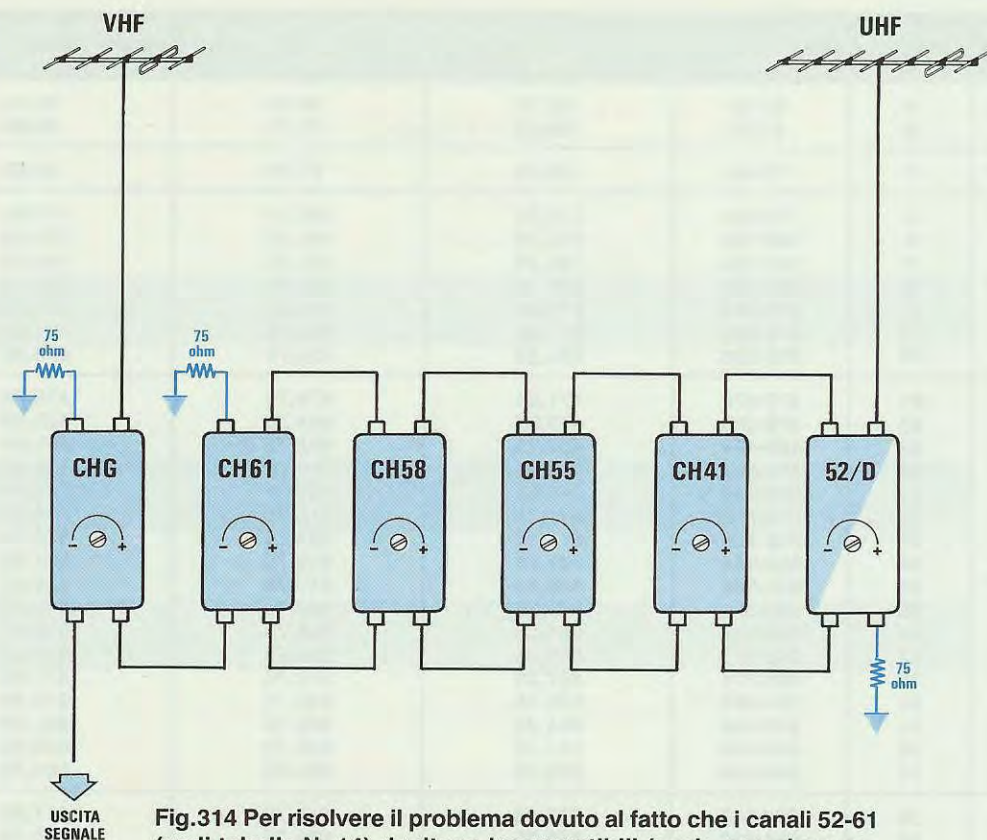 VHF
UHF
75
ohm
75
ohm
CHG
CH61
CH58
CH55
CH41
52/D
- +
- +
- +
- +
- +
- +
75
ohm
USCITA
SEGNALE
Fig.314 Per risolvere il problema dovuto al fatto che i canali 52-61